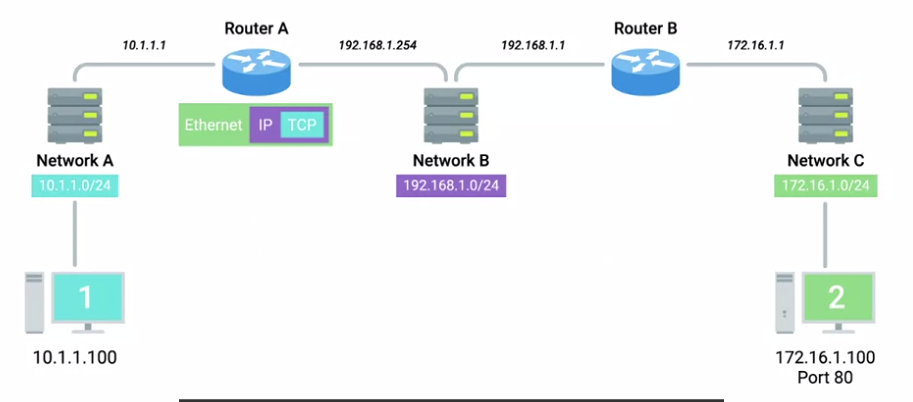 Router A
Router B
10.1.1.1
192.168.1.254
192.168.1.1
172.16.1.1
Ethernet IP TCP
Network A
Network B
Network C
10.1.1.0/24
192.168.1.0/24
172.16.1.0/24
1
2
10.1.1.100
172.16.1.100
Port 80